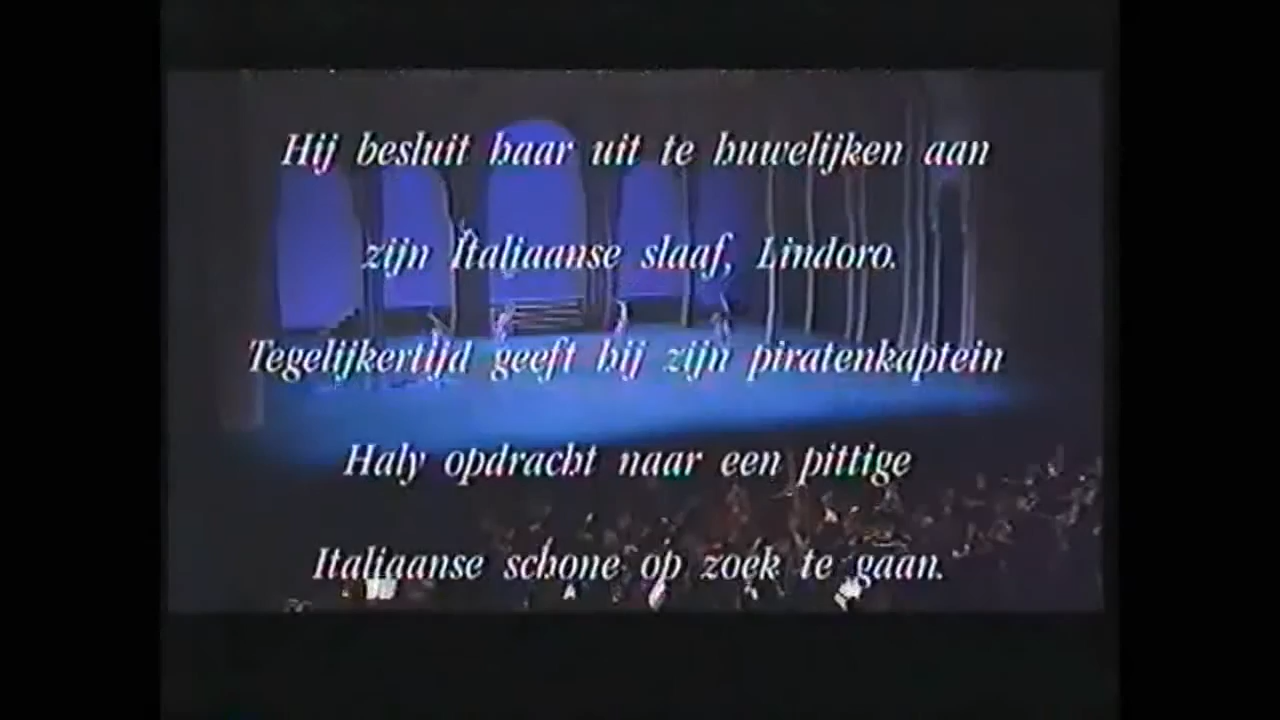 Hij besluit haar uit te huwelijken aan
zijn Italiaanse slaaf, Lindoro.
Tegelijkertijd geeft hij zijn piratenkaptein
Haly opdracht naar een pittige
Italiaanse schone op zoek te gaan.